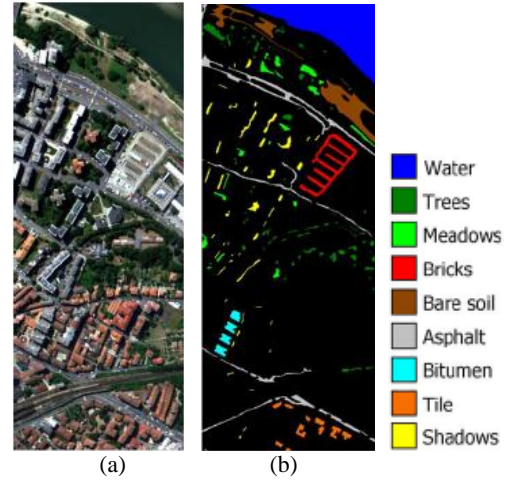 Water
Trees
Meadows
Bricks
Bare soil
Asphalt
Bitumen
Tile
Shadows
(a)
(b)